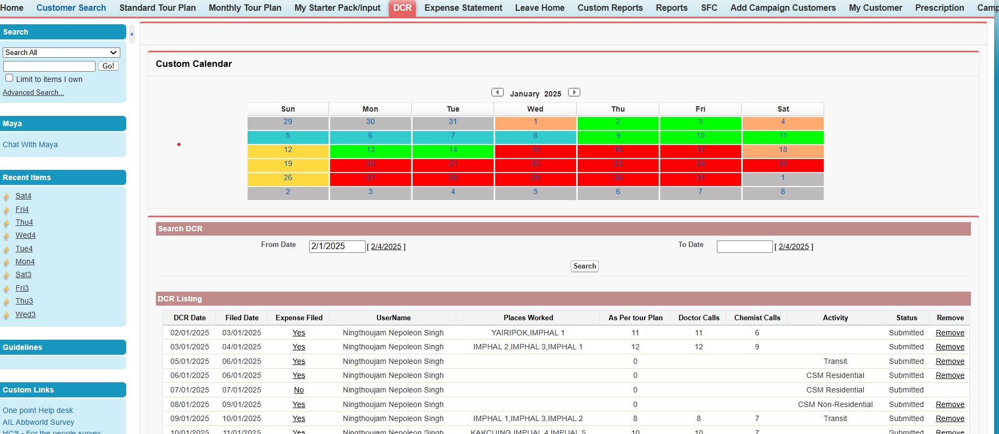 Home Customer Search Standard Tour Plan Monthly Tour Plan My Starter Pack/Input DCR Expense Statement Leave Home Custom Reports Reports SFC Add Campaign Customers My Customer Prescription Camp
Search
Search All
Go!
Limit to items I own
Advanced Search...
Maya
Chat With Maya
Recent Items
Sat4
Fri4
Thu4
Wed4
Tue4
Mon4
Sat3
Fri3
Thu3
Wed3
Guidelines
Custom Links
One point Help desk
AIL Abbworld Survey
HCS - For the people survey
Custom Calendar
January 2025
Sun Mon Tue Wed Thu Fri Sat
29 30 31 1 2 3 4
5 6 7 8 9 10 11
12 13 14 15 16 17 18
19 20 21 22 23 24 25
26 27 28 29 30 31 1
2 3 4 5 6 7 8
Search DCR
From Date 2/1/2025 [ 2/4/2025 ] To Date [ 2/4/2025 ]
Search
DCR Listing
DCR Date Filed Date Expense Filed UserName Places Worked As Per tour Plan Doctor Calls Chemist Calls Activity Status Remove
02/01/2025 03/01/2025 Yes Ningthoujam Nepoleon Singh YAIRIPOK,IMPHAL 1 11 11 6 Submitted Remove
03/01/2025 04/01/2025 Yes Ningthoujam Nepoleon Singh IMPHAL 2,IMPHAL 3,IMPHAL 1 12 12 9 Submitted Remove
05/01/2025 06/01/2025 Yes Ningthoujam Nepoleon Singh 0 Transit Submitted Remove
06/01/2025 06/01/2025 Yes Ningthoujam Nepoleon Singh 0 CSM Residential Submitted Remove
07/01/2025 07/01/2025 No Ningthoujam Nepoleon Singh 0 CSM Residential Submitted
08/01/2025 09/01/2025 Yes Ningthoujam Nepoleon Singh 0 CSM Non-Residential Submitted Remove
09/01/2025 10/01/2025 Yes Ningthoujam Nepoleon Singh IMPHAL 1,IMPHAL 3,IMPHAL 2 8 8 7 Transit Submitted Remove
10/01/2025 11/01/2025 Yes Ningthoujam Nepoleon Singh KAKCHING,IMPHAL 4,IMPHAL 5 10 10 7 Submitted Remove